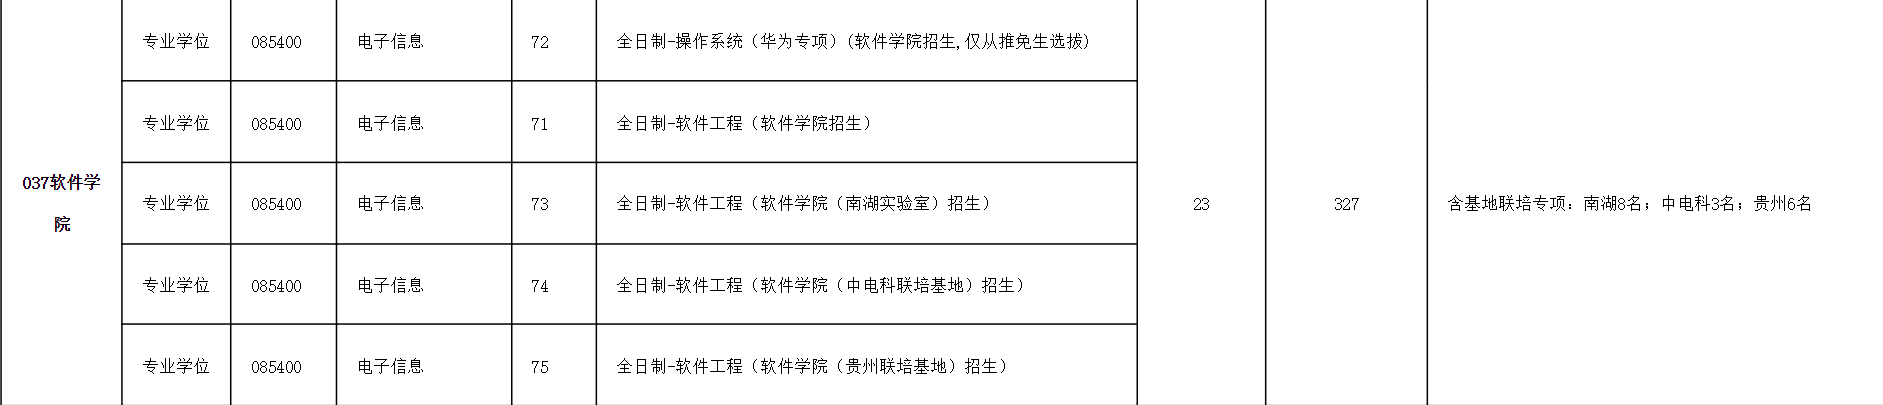 专业学位 085400 电子信息 72 全日制-操作系统（华为专项）(软件学院招生,仅从推免生选拔)
专业学位 085400 电子信息 71 全日制-软件工程（软件学院招生）
037软件学
院
专业学位 085400 电子信息 73 全日制-软件工程（软件学院（南湖实验室）招生） 23 327 含基地联培专项：南湖8名；中电科3名；贵州6名
专业学位 085400 电子信息 74 全日制-软件工程（软件学院（中电科联培基地）招生）
专业学位 085400 电子信息 75 全日制-软件工程（软件学院（贵州联培基地）招生）